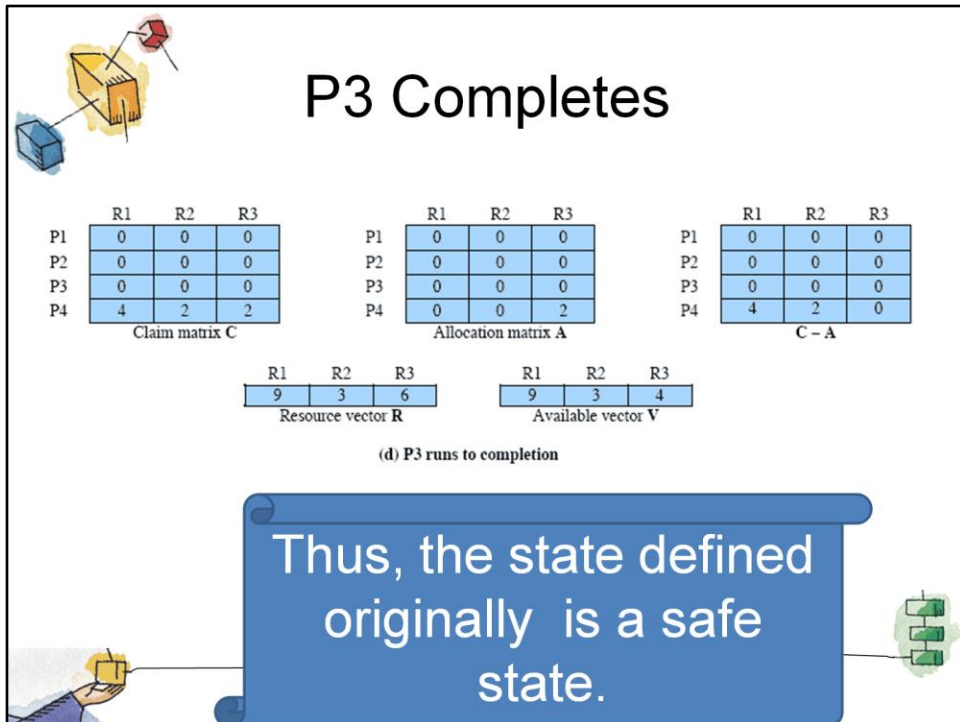 P3 Completes
R1 R2 R3
P1 0 0 0
P2 0 0 0
P3 0 0 0
P4 4 2 2
Claim matrix C
R1 R2 R3
P1 0 0 0
P2 0 0 0
P3 0 0 0
P4 0 0 2
Allocation matrix A
R1 R2 R3
P1 0 0 0
P2 0 0 0
P3 0 0 0
P4 4 2 0
C – A
R1 R2 R3
9 3 6
Resource vector R
R1 R2 R3
9 3 4
Available vector V
(d) P3 runs to completion
Thus, the state defined
originally is a safe
state.